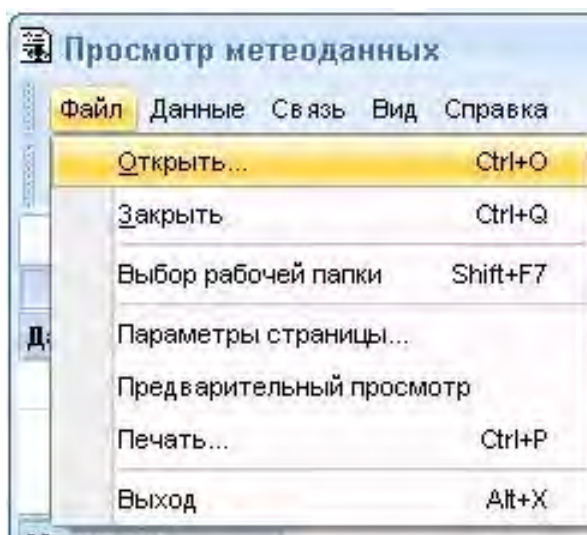 Просмотр метеоданных
Файл Данные Связь Вид Справка
Открыть... Ctrl+O
Закрыть Ctrl+Q
Выбор рабочей папки Shift+F7
Параметры страницы...
Предварительный просмотр
Печать... Ctrl+P
Выход Alt+X